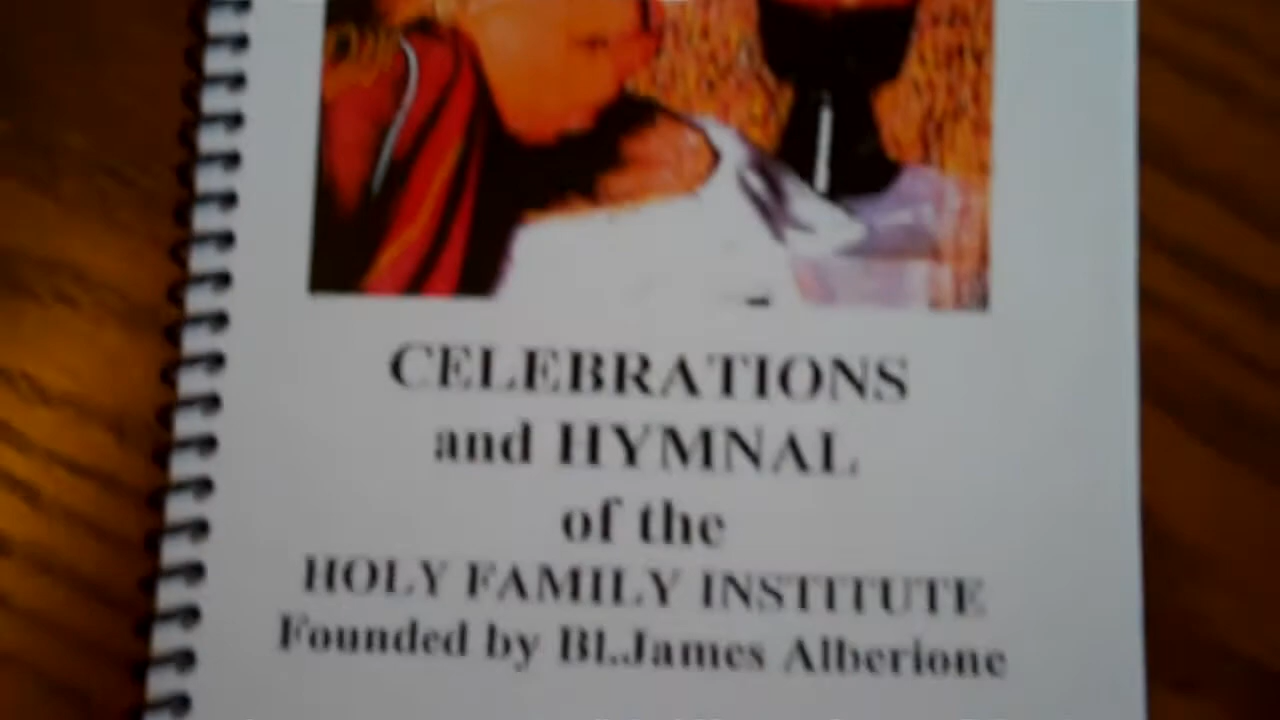 CELEBRATIONS
and HYMNAL
of the
HOLY FAMILY INSTITUTE
Founded by Bl.James Alberione